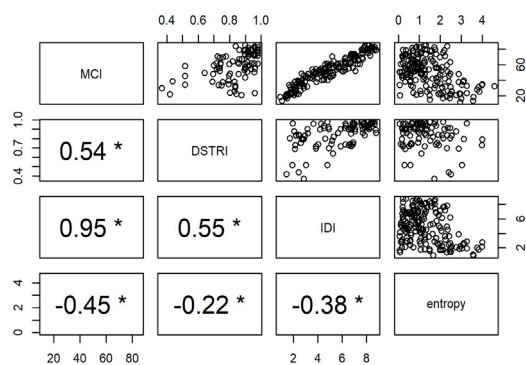 0.4 0.6 0.8 1.0 0 1 2 3 4
MCI
20 60
0.4 0.7 1.0
0.54 * DSTRI
0.95 * 0.55 * IDI
2 6
0 2 4
-0.45 * -0.22 * -0.38 * entropy
20 40 60 80 2 4 6 8